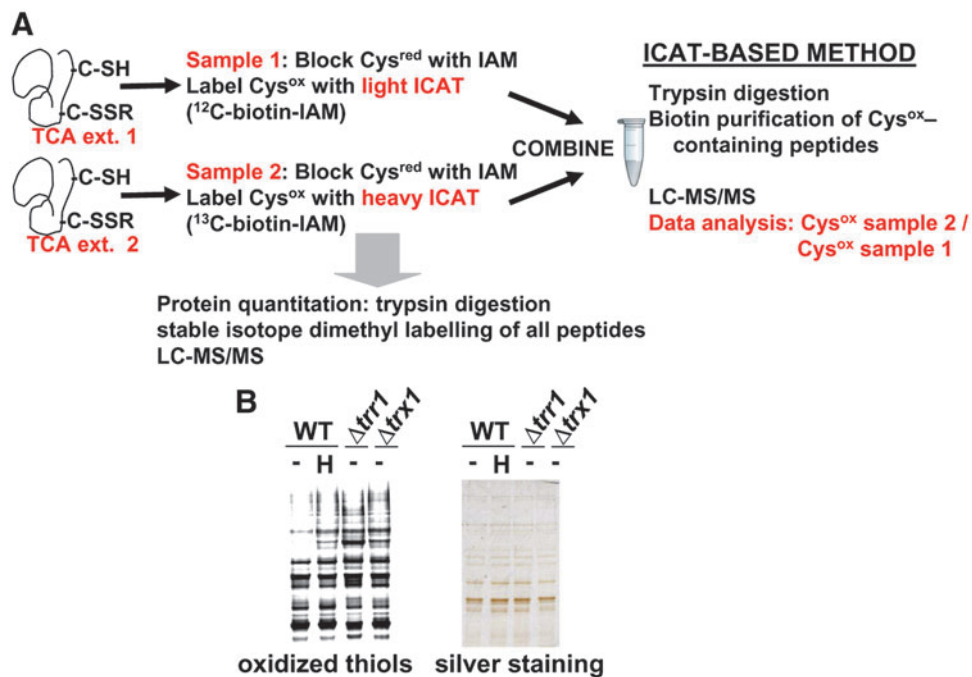 A
C-SH
C-SSR
TCA ext. 1
Sample 1: Block Cysʳᵉᵈ with IAM
Label Cysᵒˣ with light ICAT
(¹²C-biotin-IAM)
C-SH
C-SSR
TCA ext. 2
Sample 2: Block Cysʳᵉᵈ with IAM
Label Cysᵒˣ with heavy ICAT
(¹³C-biotin-IAM)
COMBINE
ICAT-BASED METHOD
Trypsin digestion
Biotin purification of Cysᵒˣ–
containing peptides
LC-MS/MS
Data analysis: Cysᵒˣ sample 2 /
Cysᵒˣ sample 1
Protein quantitation: trypsin digestion
stable isotope dimethyl labelling of all peptides
LC-MS/MS
B
WT Δtrr1 Δtrx1
- H - -
oxidized thiols
WT Δtrr1 Δtrx1
- H - -
silver staining